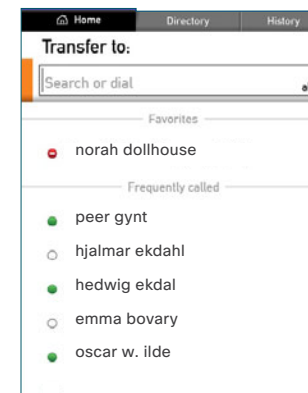 Home Directory History
Transfer to:
Search or dial
Favorites
norah dollhouse
Frequently called
peer gynt
hjalmar ekdahl
hedwig ekdal
emma bovary
oscar w. ilde